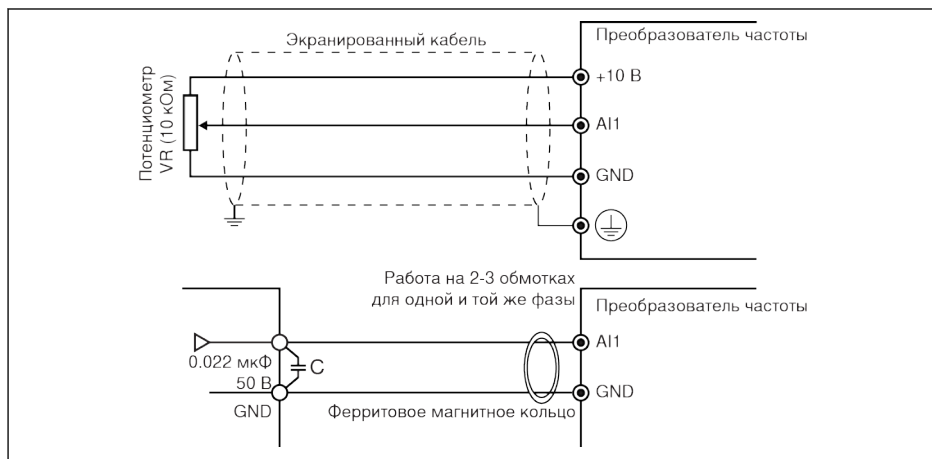 Экранированный кабель
Преобразователь частоты
+10 В
Потенциометр
VR (10 кОм)
AI1
GND
Работа на 2-3 обмотках
для одной и той же фазы
Преобразователь частоты
AI1
0.022 мкФ
C
50 В
GND
GND
Ферритовое магнитное кольцо